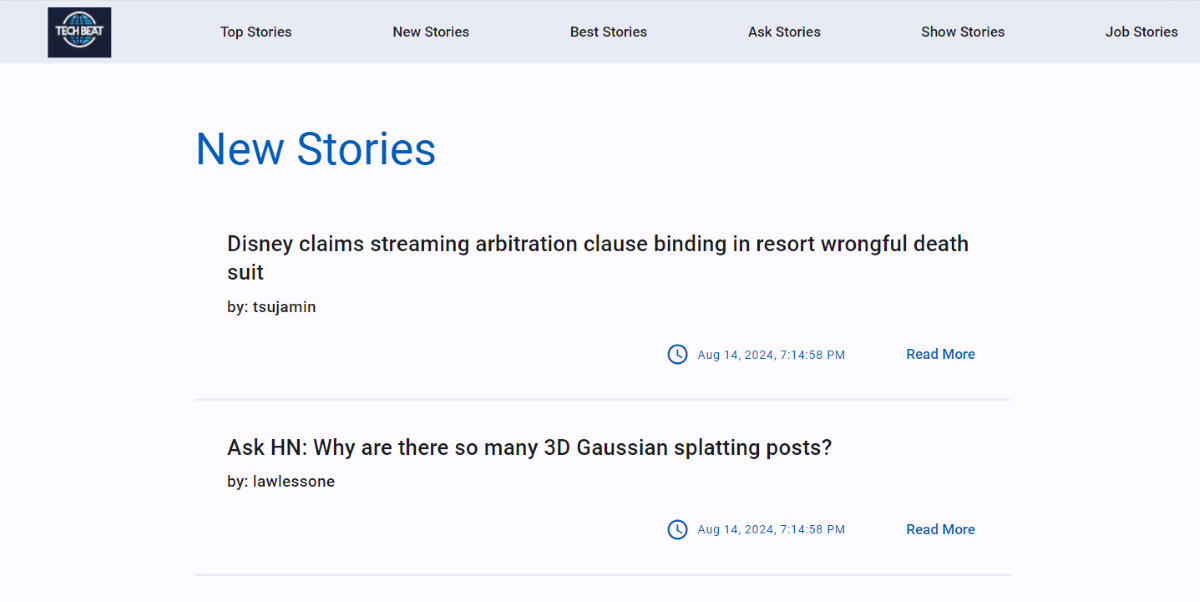 TECH BEAT
Top Stories
New Stories
Best Stories
Ask Stories
Show Stories
Job Stories
New Stories
Disney claims streaming arbitration clause binding in resort wrongful death
suit
by: tsujamin
Aug 14, 2024, 7:14:58 PM
Read More
Ask HN: Why are there so many 3D Gaussian splatting posts?
by: lawlessone
Aug 14, 2024, 7:14:58 PM
Read More